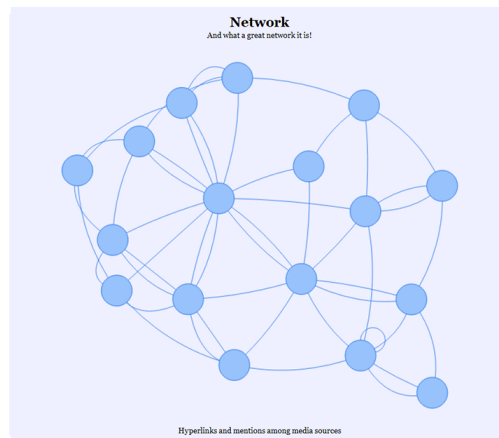 Network
And what a great network it is!
Hyperlinks and mentions among media sources